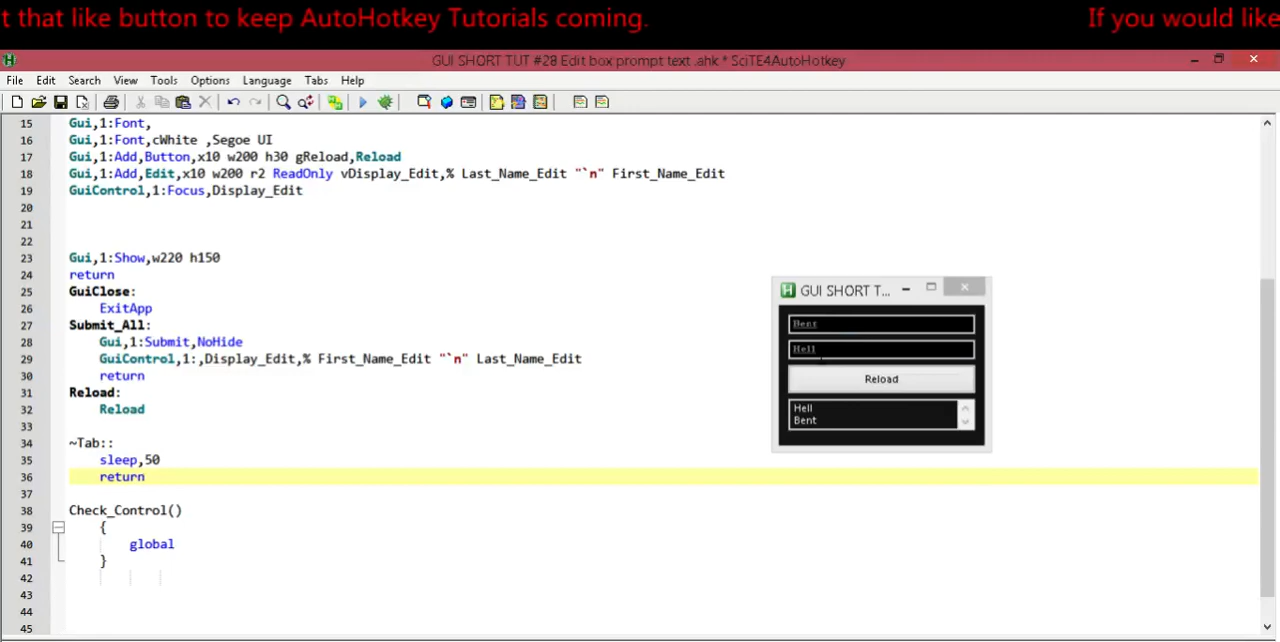 t that like button to keep AutoHotkey Tutorials coming. If you would like
GUI SHORT TUT #28 Edit box prompt text .ahk * SciTE4AutoHotkey
File Edit Search View Tools Options Language Tabs Help
15 Gui,1:Font,
16 Gui,1:Font,cWhite ,Segoe UI
17 Gui,1:Add,Button,x10 w200 h30 gReload,Reload
18 Gui,1:Add,Edit,x10 w200 r2 ReadOnly vDisplay_Edit,% Last_Name_Edit "`n" First_Name_Edit
19 GuiControl,1:Focus,Display_Edit
20
21
22
23 Gui,1:Show,w220 h150
24 return
25 GuiClose:
26 ExitApp
27 Submit_All:
28 Gui,1:Submit,NoHide
29 GuiControl,1:,Display_Edit,% First_Name_Edit "`n" Last_Name_Edit
30 return
31 Reload:
32 Reload
33
34 ~Tab::
35 sleep,50
36 return
37
38 Check_Control()
39 {
40 global
41 }
42
43
44
45
GUI SHORT T...
Bent
Hell
Reload
Hell
Bent